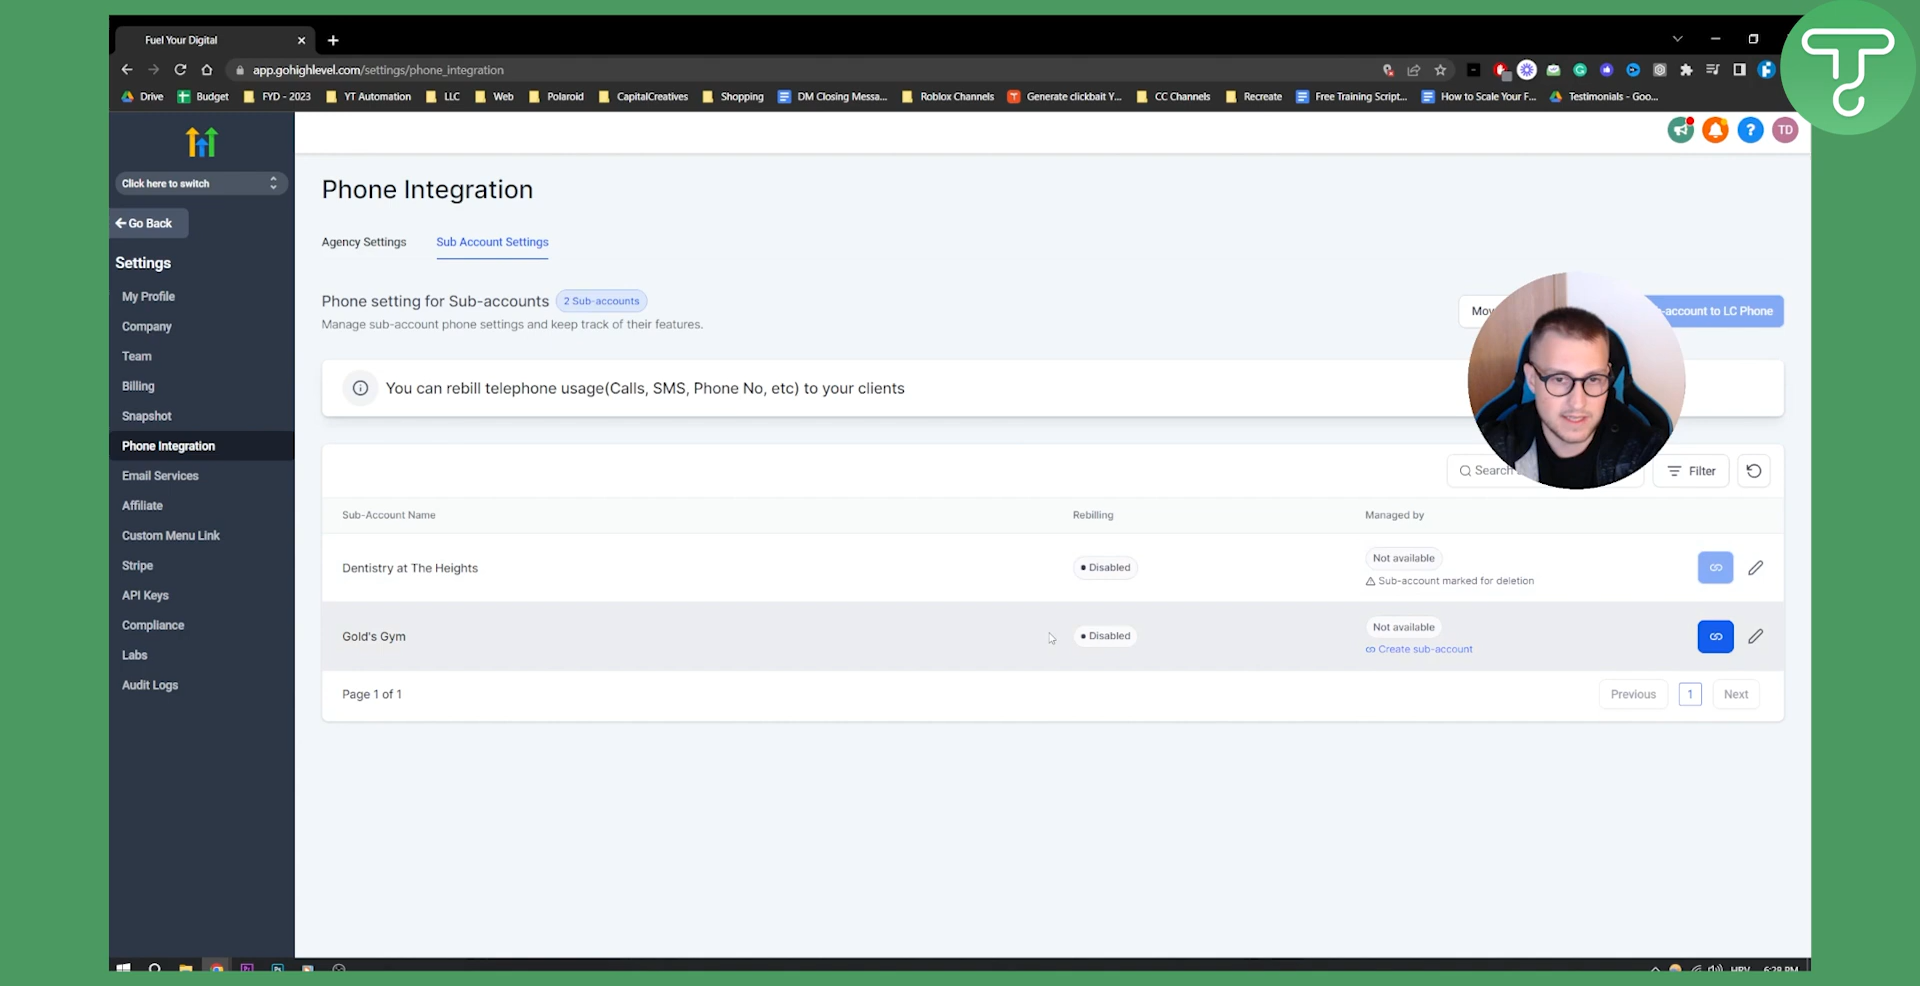 Fuel Your Digital
app.gohighlevel.com/settings/phone_integration
Drive Budget FYD - 2023 YT Automation LLC Web Polaroid CapitalCreatives Shopping DM Closing Messa... Roblox Channels Generate clickbait Y... CC Channels Recreate Free Training Script... How to Scale Your F... Testimonials - Goo...
TD
Click here to switch
Go Back
Settings
My Profile
Company
Team
Billing
Snapshot
Phone Integration
Email Services
Affiliate
Custom Menu Link
Stripe
API Keys
Compliance
Labs
Audit Logs
Phone Integration
Agency Settings Sub Account Settings
Phone setting for Sub-accounts 2 Sub-accounts
Manage sub-account phone settings and keep track of their features.
-account to LC Phone
You can rebill telephone usage(Calls, SMS, Phone No, etc) to your clients
Search Filter
Sub-Account Name Rebilling Managed by
Dentistry at The Heights Disabled Not available
Sub-account marked for deletion
Gold's Gym Disabled Not available
Create sub-account
Page 1 of 1 Previous 1 Next
HRV 6:28 PM